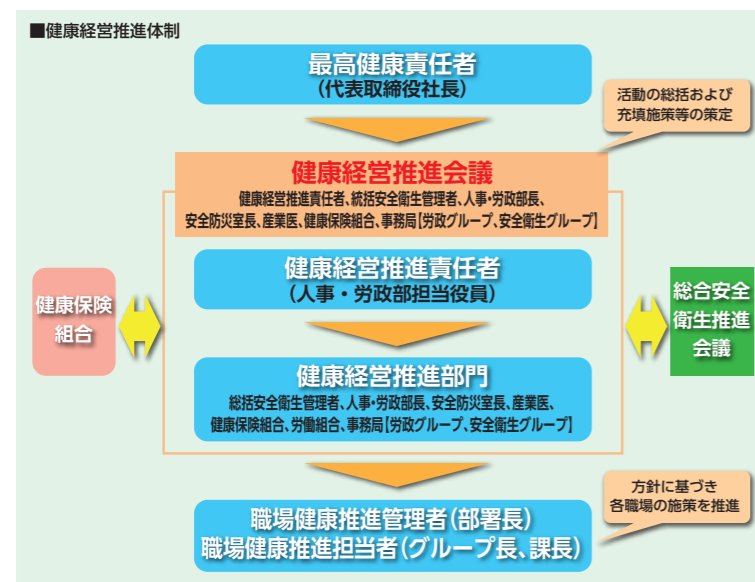 ■健康経営推進体制
最高健康責任者
(代表取締役社長)
活動の総括および
充填施策等の策定
健康経営推進会議
健康経営推進責任者、統括安全衛生管理者、人事・労政部長、
安全防災室長、産業医、健康保険組合、事務局【労政グループ、安全衛生グループ】
健康経営推進責任者
(人事・労政部担当役員)
健康保険
組合
総合安全
衛生推進
会議
健康経営推進部門
総括安全衛生管理者、人事・労政部長、安全防災室長、産業医、
健康保険組合、労働組合、事務局【労政グループ、安全衛生グループ】
方針に基づき
各職場の施策を推進
職場健康推進管理者(部署長)
職場健康推進担当者(グループ長、課長)